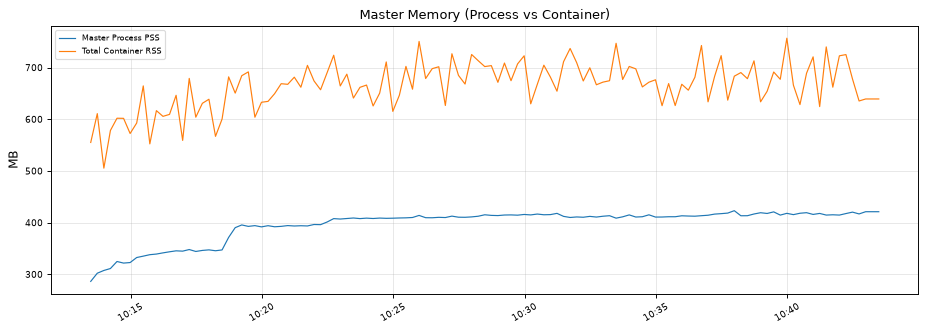 Master Memory (Process vs Container)
Master Process PSS
Total Container RSS
MB
700
600
500
400
300
10:15
10:20
10:25
10:30
10:35
10:40